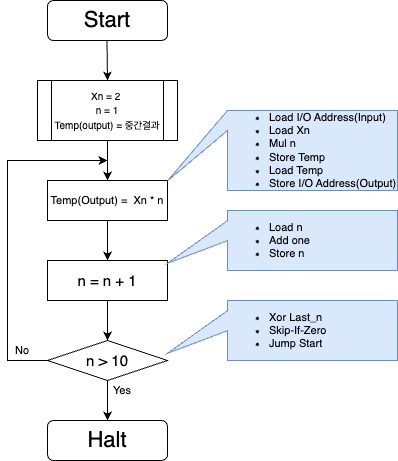 Start
Xn = 2
n = 1
Temp(output) = 중간결과
Load I/O Address(Input)
Load Xn
Mul n
Store Temp
Load Temp
Store I/O Address(Output)
Temp(Output) = Xn * n
Load n
Add one
Store n
n = n + 1
Xor Last_n
Skip-If-Zero
Jump Start
No
n > 10
Yes
Halt